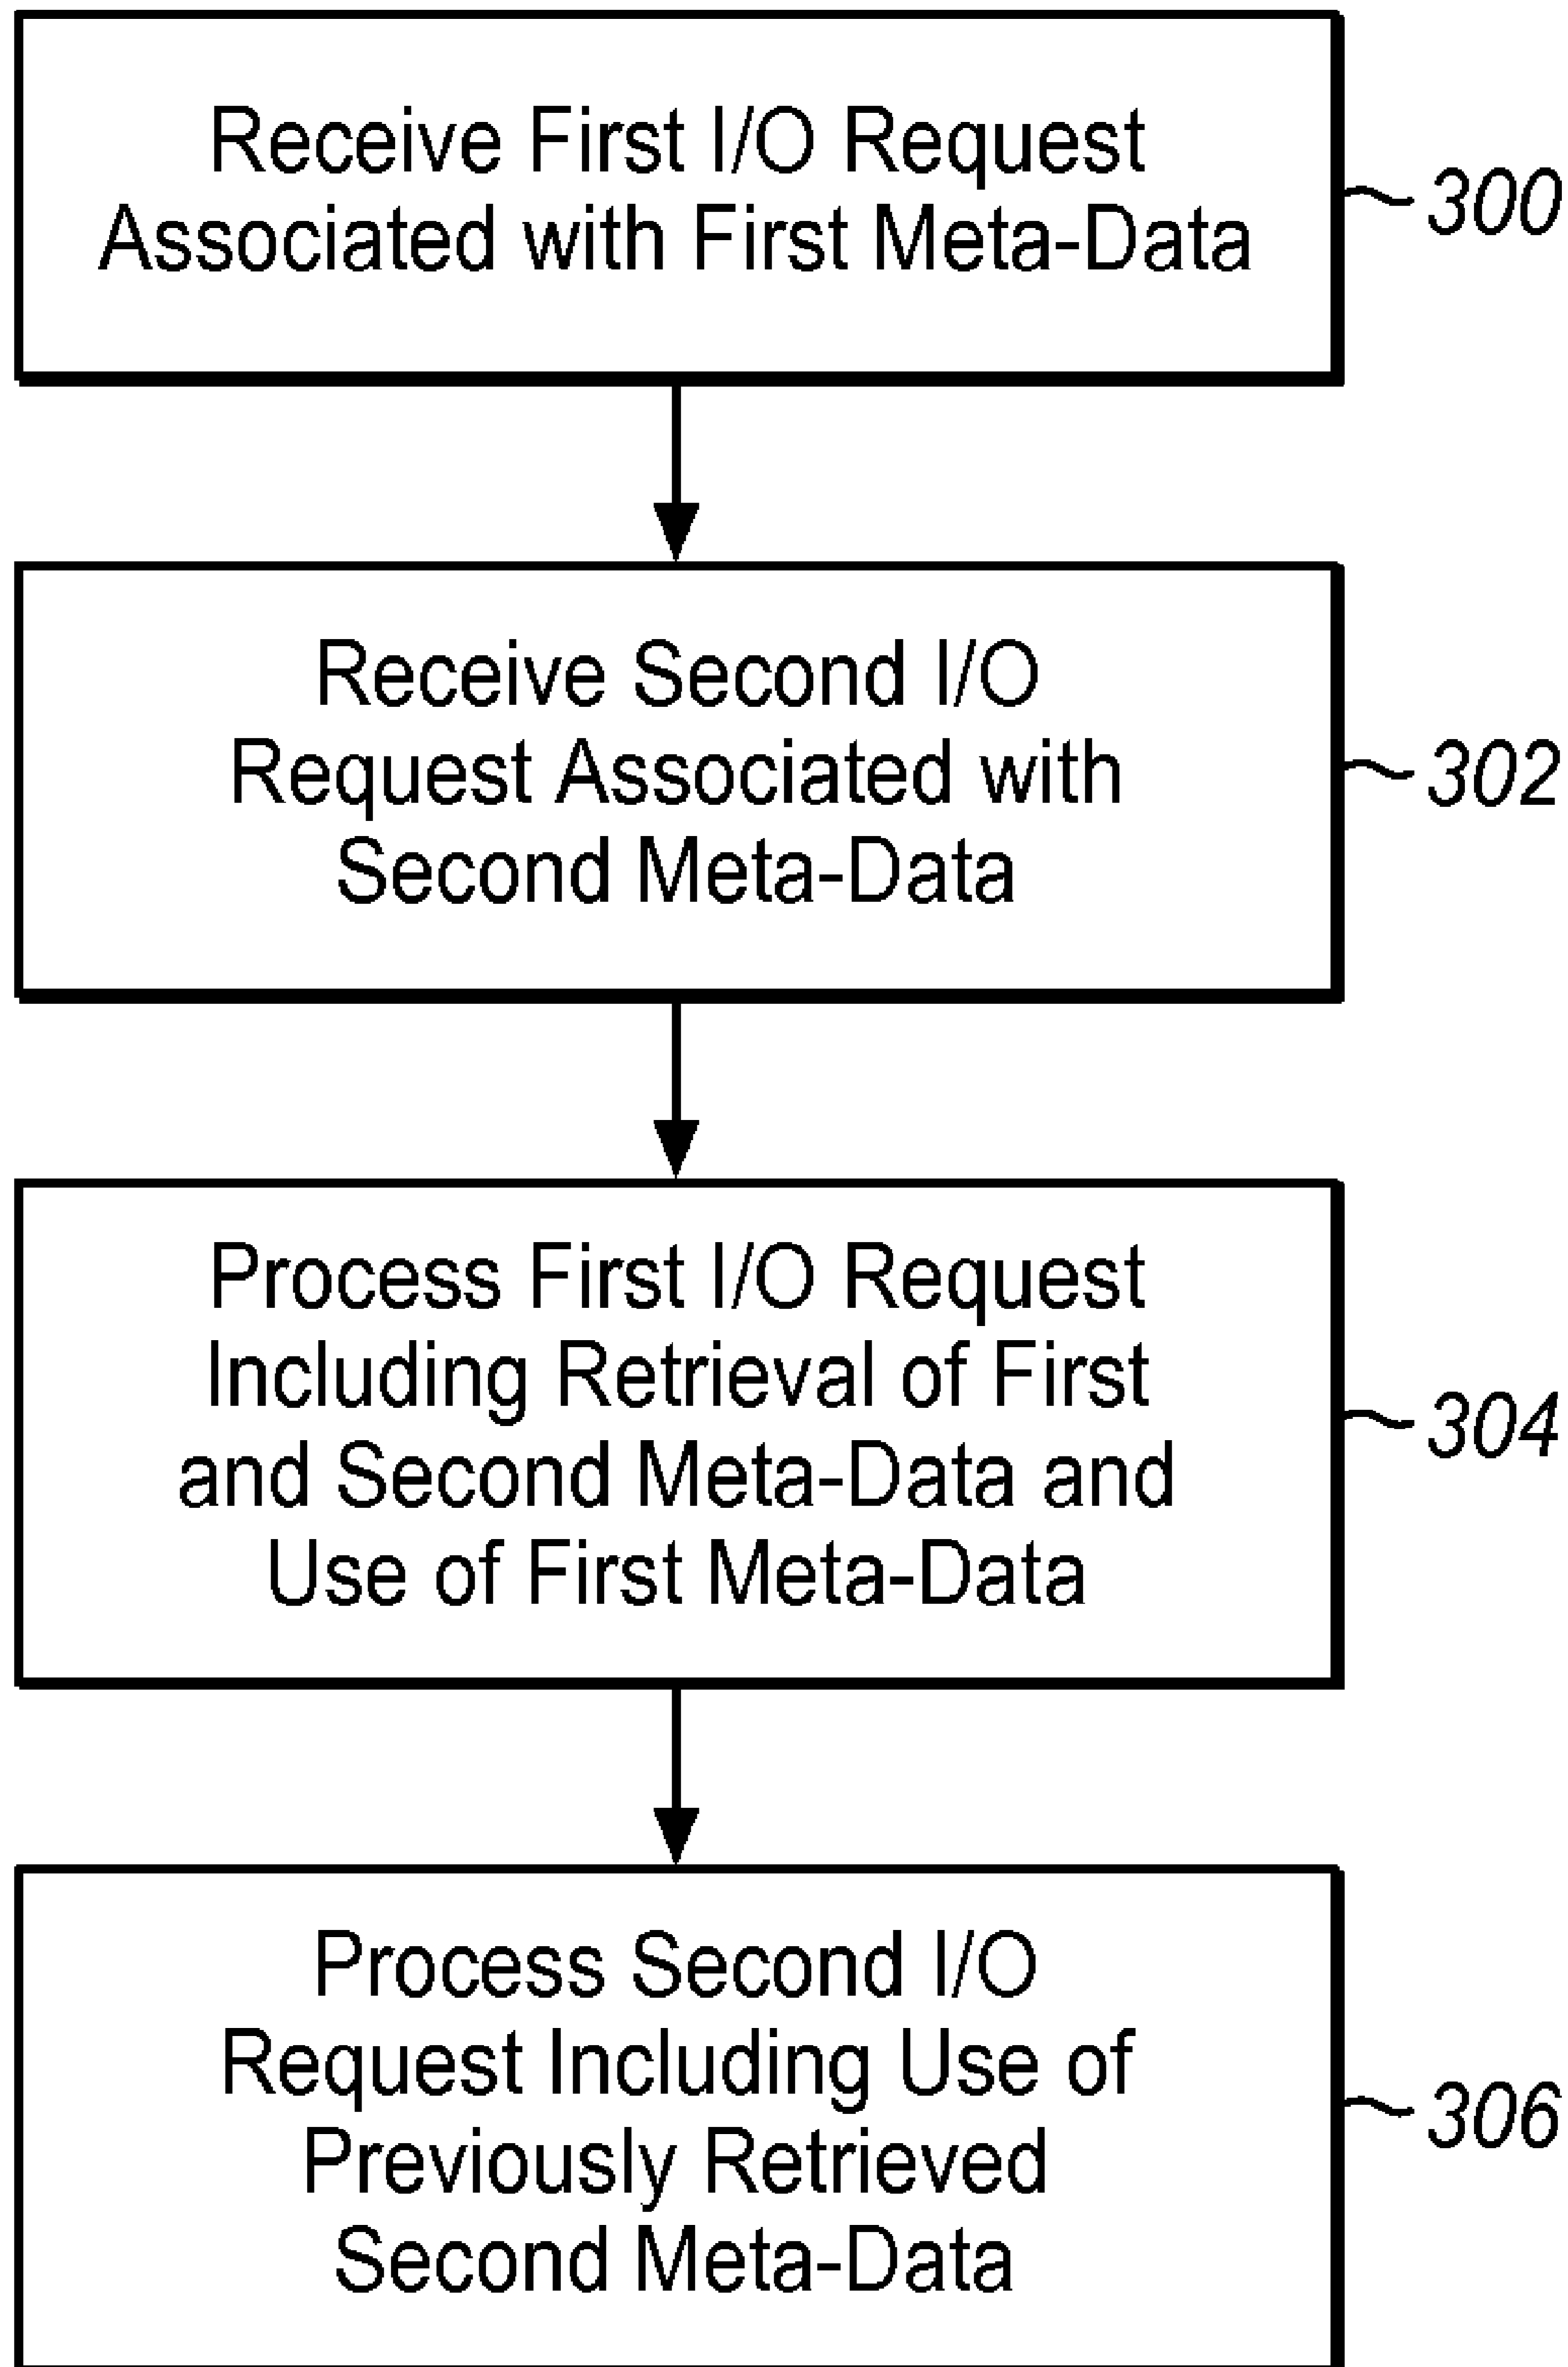 Receive First I/O Request
Associated with First Meta-Data
300
Receive Second I/O
Request Associated with
Second Meta-Data
302
Process First I/O Request
Including Retrieval of First
and Second Meta-Data and
Use of First Meta-Data
304
Process Second I/O
Request Including Use of
Previously Retrieved
Second Meta-Data
306